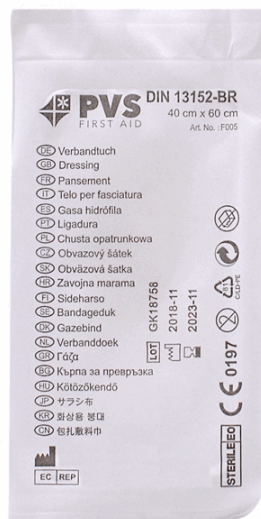 PVS
FIRST AID
DIN 13152-BR
40 cm x 60 cm
Art. No. :F005
DE Verbandtuch
GB Dressing
FR Pansement
IT Telo per fasciatura
ES Gasa hidrófila
PT Ligadura
PL Chusta opatrunkowa
CZ Obvazový šátek
SK Obväzová šatka
HR Zavojna marama
FI Sideharso
SE Bandageduk
DK Gazebind
NL Verbanddoek
GR Γάζα
BG Кърпа за превръзка
HU Kötözőkendő
JP サラシ布
KR 화상용 붕대
CN 包扎敷料巾
LOT GK18758
2018-11
2023-11
81
C/LDPE
2
CE 0197
STERILE EO
EC REP